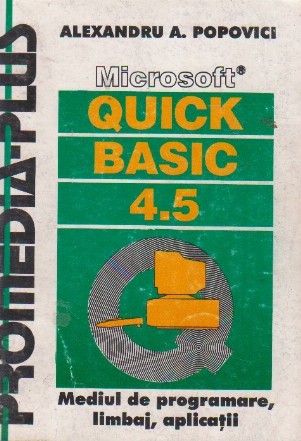 ALEXANDRU A. POPOVICI
PROMEDIA-PLUS
Microsoft®
QUICK
BASIC
4.5
Mediul de programare,
limbaj, aplicații